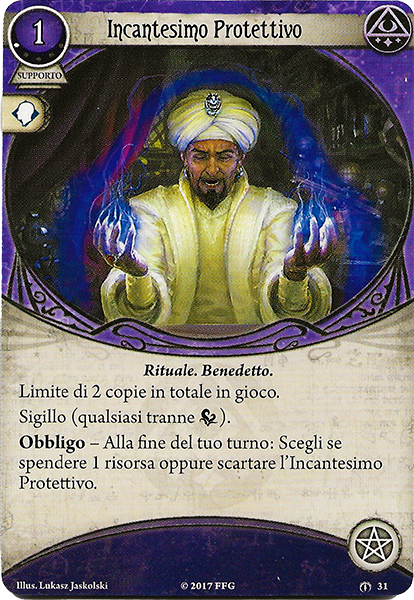 1
Incantesimo Protettivo
SUPPORTO
Rituale. Benedetto.
Limite di 2 copie in totale in gioco.
Sigillo (qualsiasi tranne ).
Obbligo – Alla fine del tuo turno: Scegli se
spendere 1 risorsa oppure scartare l'Incantesimo
Protettivo.
Illus. Lukasz Jaskolski
© 2017 FFG
31